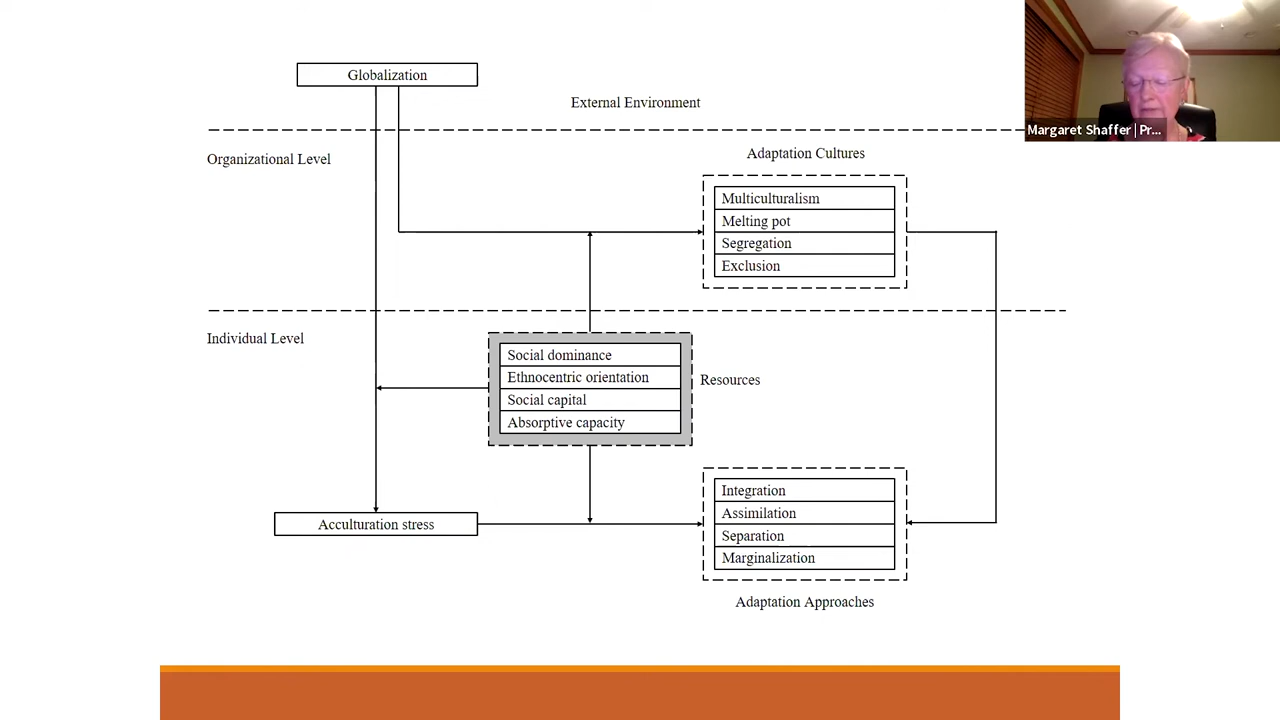 Globalization
External Environment
Margaret Shaffer | Pr...
Organizational Level
Adaptation Cultures
Multiculturalism
Melting pot
Segregation
Exclusion
Individual Level
Social dominance
Ethnocentric orientation
Social capital
Absorptive capacity
Resources
Acculturation stress
Integration
Assimilation
Separation
Marginalization
Adaptation Approaches